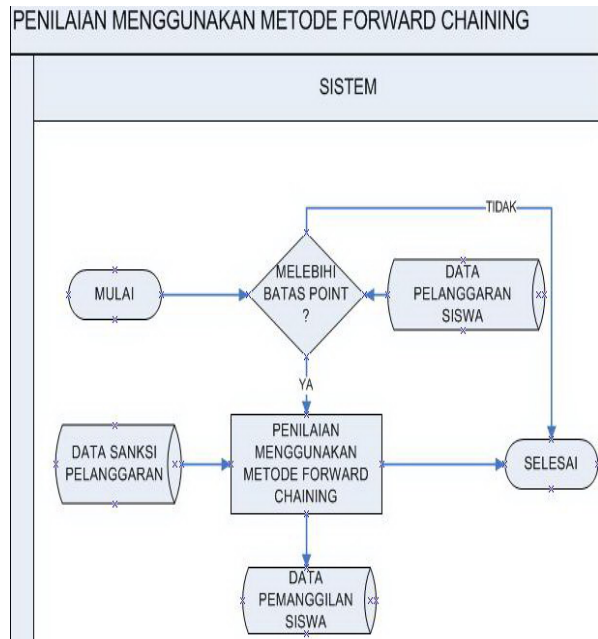 PENILAIAN MENGGUNAKAN METODE FORWARD CHAINING
SISTEM
TIDAK
MULAI
MELEBIHI
BATAS POINT
?
DATA
PELANGGARAN
SISWA
YA
DATA SANKSI
PELANGGARAN
PENILAIAN
MENGGUNAKAN
METODE FORWARD
CHAINING
SELESAI
DATA
PEMANGGILAN
SISWA